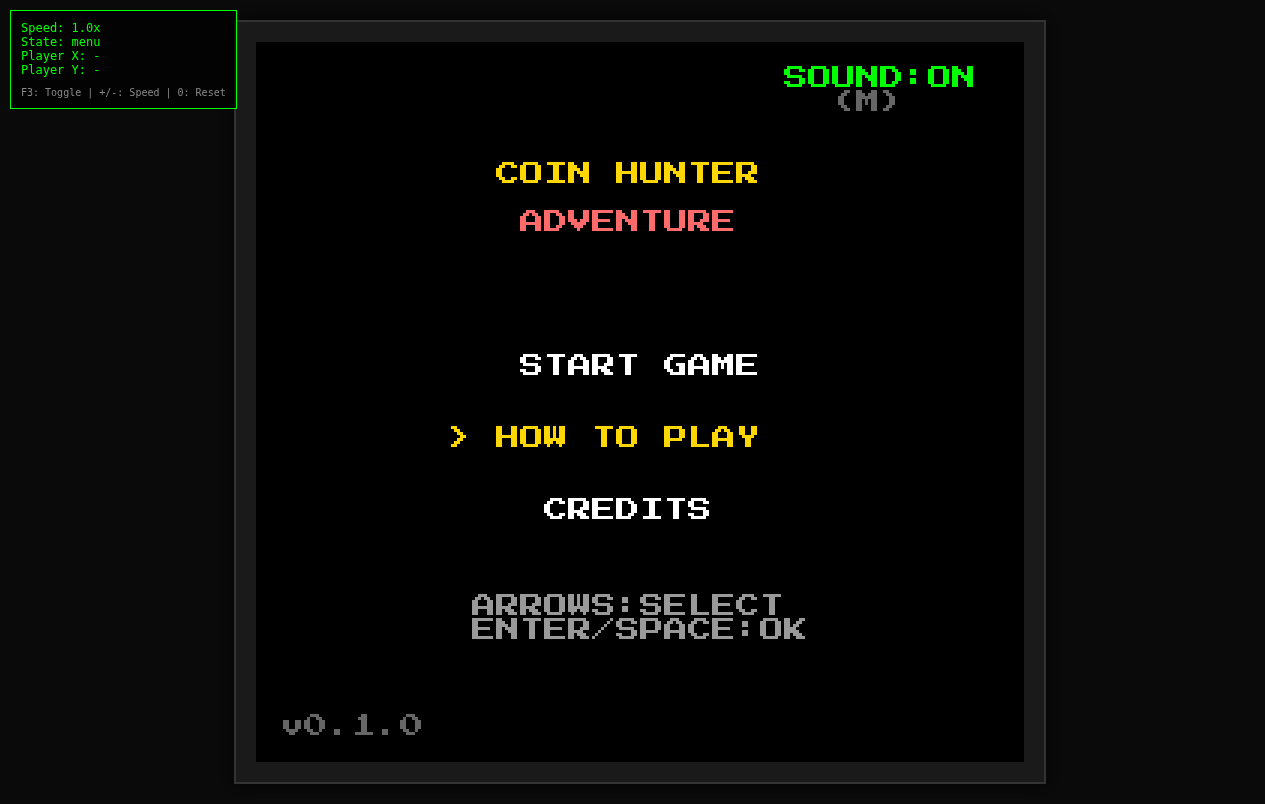 Speed: 1.0x
State: menu
Player X: -
Player Y: -
F3: Toggle | +/-: Speed | 0: Reset
SOUND:ON
(M)
COIN HUNTER
ADVENTURE
START GAME
> HOW TO PLAY
CREDITS
ARROWS:SELECT
ENTER/SPACE:OK
v0.1.0